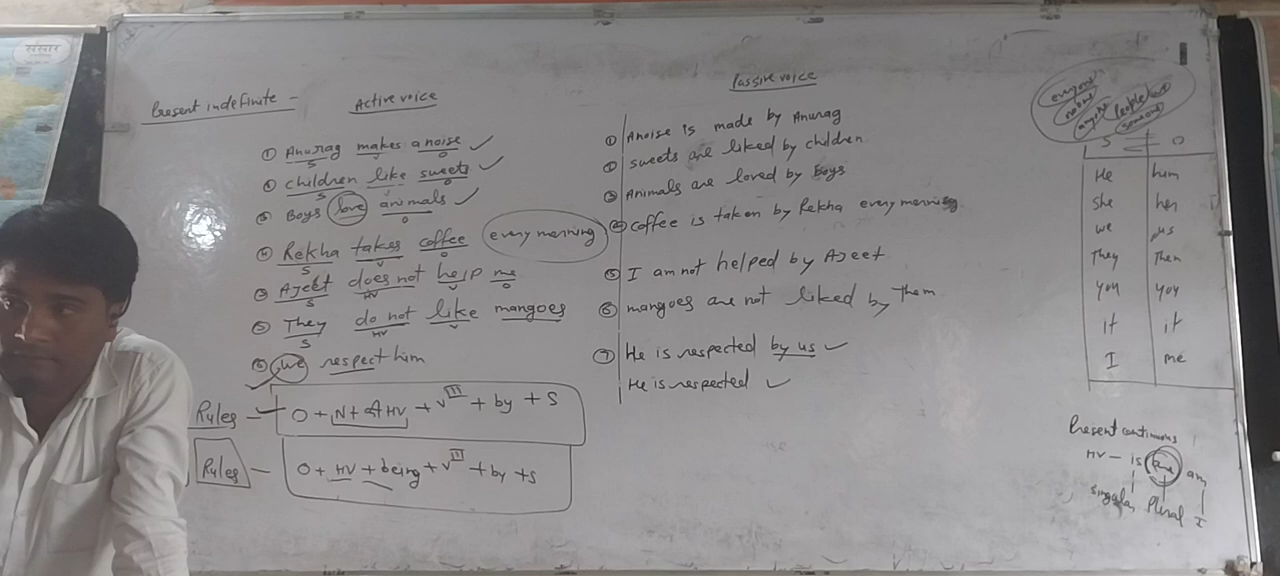 Present indefinite - Active voice
① Anurag makes a noise ✓
S V O
② children like sweets ✓
S V O
③ Boys love animals ✓
O
④ Rekha takes coffee every morning
S V O
⑤ Ajeet does not help me
S HV V O
They do not like mangoes
S HV V
we respect him
Rules - O + N + A HV + V III + by + S
Rules - O + HV + being + V III + by + S
Passive voice
① A noise is made by Anurag
② sweets are liked by children
③ Animals are loved by Boys
④ coffee is taken by Rekha every morning
⑤ I am not helped by Ajeet
⑥ mangoes are not liked by Them
⑦ He is respected by us ✓
He is respected ✓
everyone
people
someone
S O
He him
she her
we us
They Them
you you
it it
I me
Present continuous
HV - is are am
singular Plural I